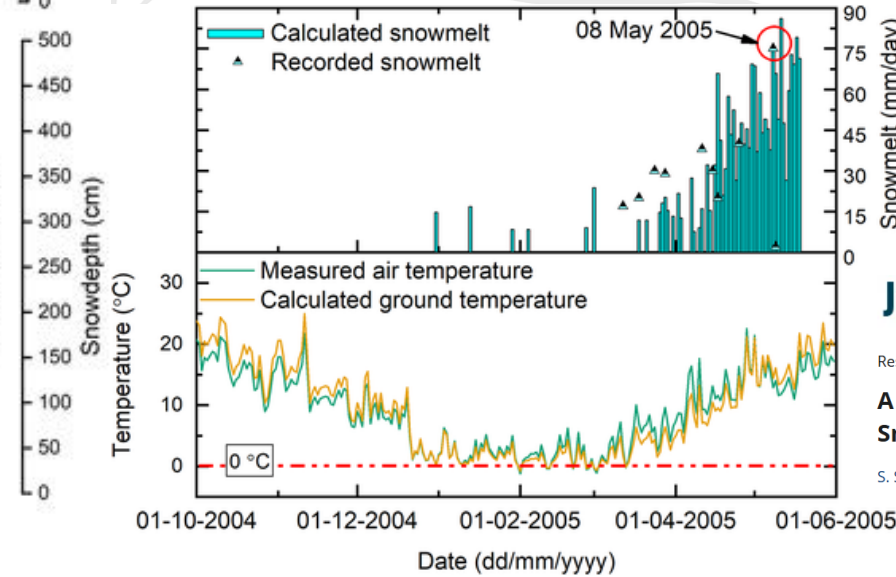 0
500
450
400
350
300
250
200
150
100
50
0
Snowdepth (cm)
Calculated snowmelt
Recorded snowmelt
08 May 2005
90
75
60
45
30
15
0
Snowmelt (mm/day)
Measured air temperature
Calculated ground temperature
30
20
10
0
Temperature (°C)
0 °C
01-10-2004
01-12-2004
01-02-2005
01-04-2005
01-06-2005
Date (dd/mm/yyyy)
J
Re
A
Sr
S. S